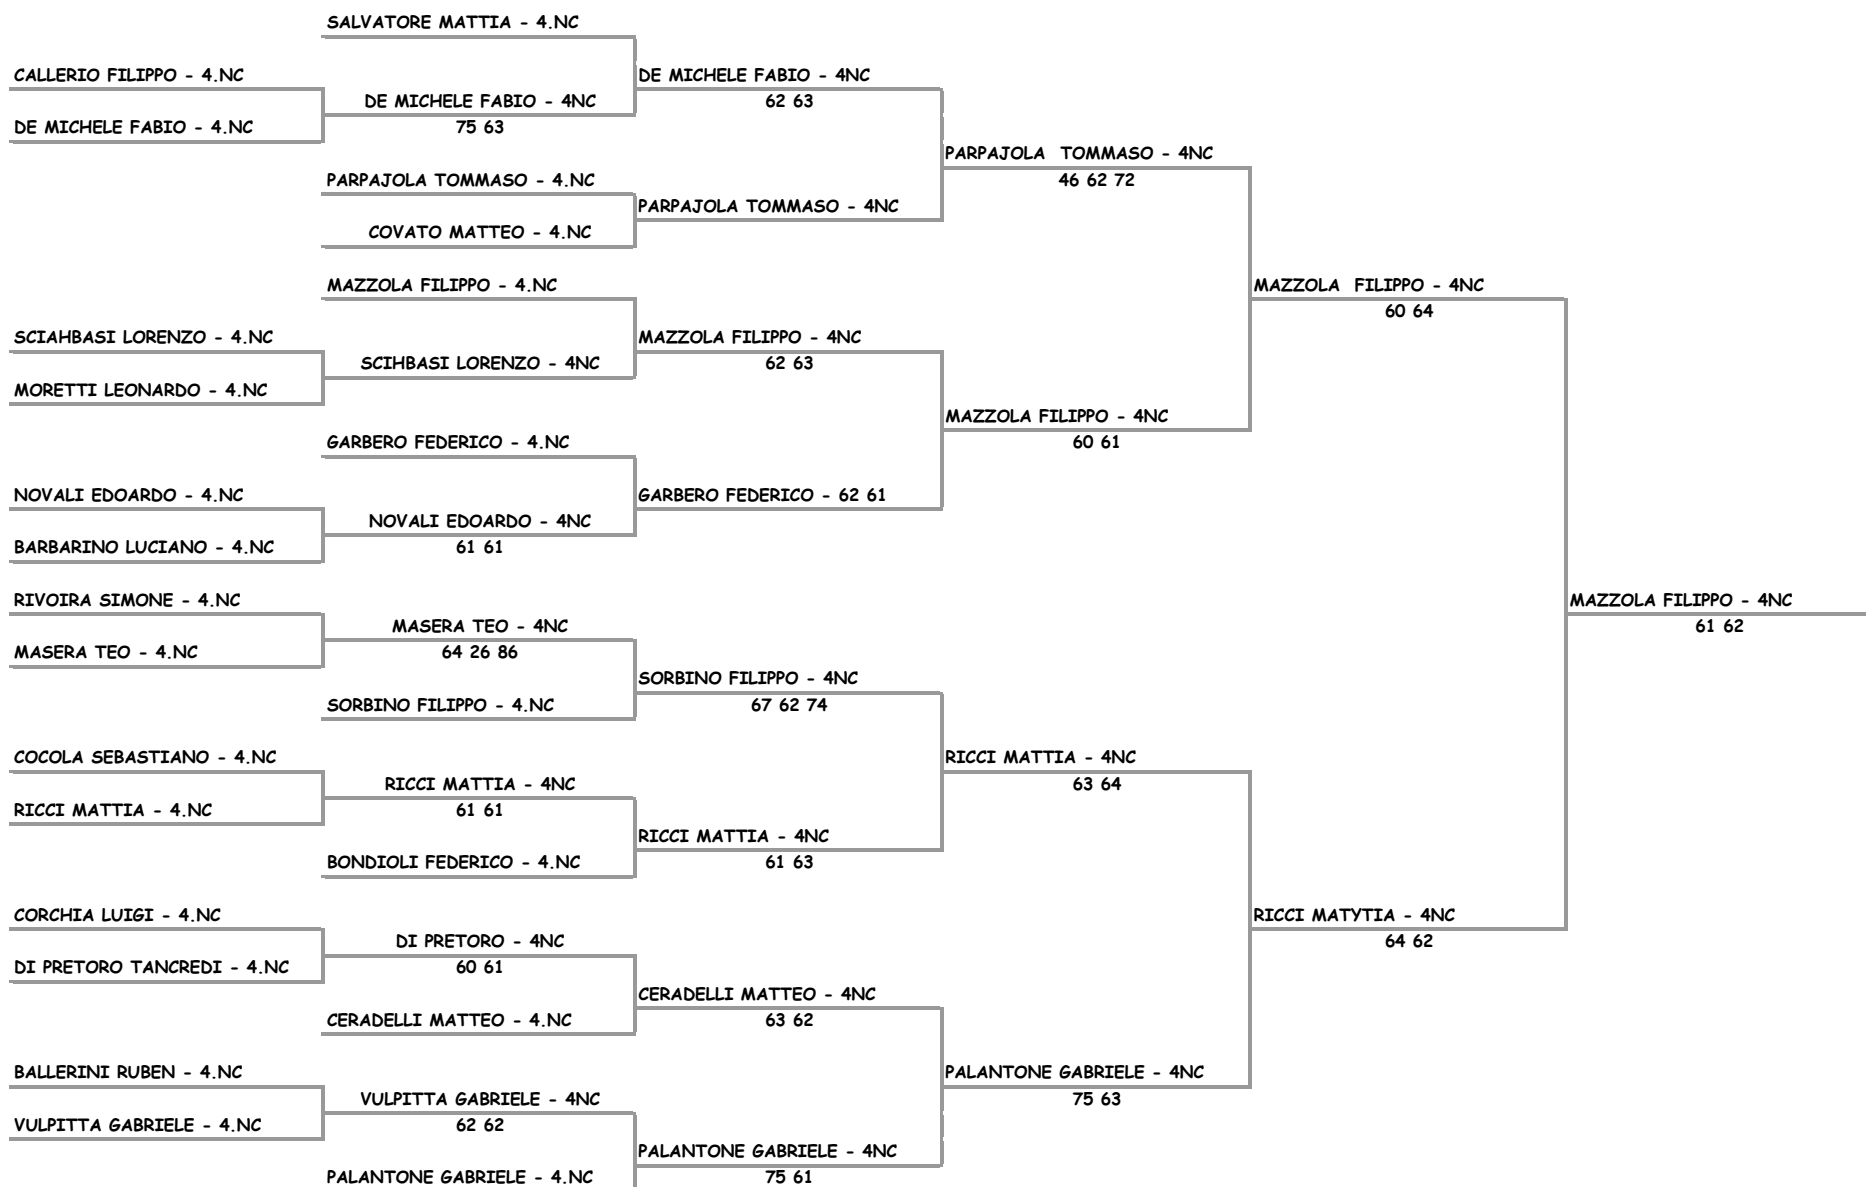 SALVATORE MATTIA - 4.NC
CALLERIO FILIPPO - 4.NC
DE MICHELE FABIO - 4NC
DE MICHELE FABIO - 4NC
62 63
DE MICHELE FABIO - 4.NC
75 63
PARPAJOLA  TOMMASO - 4NC
PARPAJOLA TOMMASO - 4.NC
46 62 72
PARPAJOLA TOMMASO - 4NC
COVATO MATTEO - 4.NC
MAZZOLA FILIPPO - 4.NC
MAZZOLA  FILIPPO - 4NC
60 64
SCIAHBASI LORENZO - 4.NC
MAZZOLA FILIPPO - 4NC
SCIHBASI LORENZO - 4NC
62 63
MORETTI LEONARDO - 4.NC
MAZZOLA FILIPPO - 4NC
GARBERO FEDERICO - 4.NC
60 61
NOVALI EDOARDO - 4.NC
GARBERO FEDERICO - 62 61
NOVALI EDOARDO - 4NC
BARBARINO LUCIANO - 4.NC
61 61
RIVOIRA SIMONE - 4.NC
MAZZOLA FILIPPO - 4NC
MASERA TEO - 4NC
61 62
MASERA TEO - 4.NC
64 26 86
SORBINO FILIPPO - 4NC
SORBINO FILIPPO - 4.NC
67 62 74
COCOLA SEBASTIANO - 4.NC
RICCI MATTIA - 4NC
RICCI MATTIA - 4NC
63 64
RICCI MATTIA - 4.NC
61 61
RICCI MATTIA - 4NC
BONDIOLI FEDERICO - 4.NC
61 63
CORCHIA LUIGI - 4.NC
RICCI MATYTIA - 4NC
DI PRETORO - 4NC
64 62
DI PRETORO TANCREDI - 4.NC
60 61
CERADELLI MATTEO - 4NC
CERADELLI MATTEO - 4.NC
63 62
BALLERINI RUBEN - 4.NC
PALANTONE GABRIELE - 4NC
VULPITTA GABRIELE - 4NC
75 63
VULPITTA GABRIELE - 4.NC
62 62
PALANTONE GABRIELE - 4NC
PALANTONE GABRIELE - 4.NC
75 61